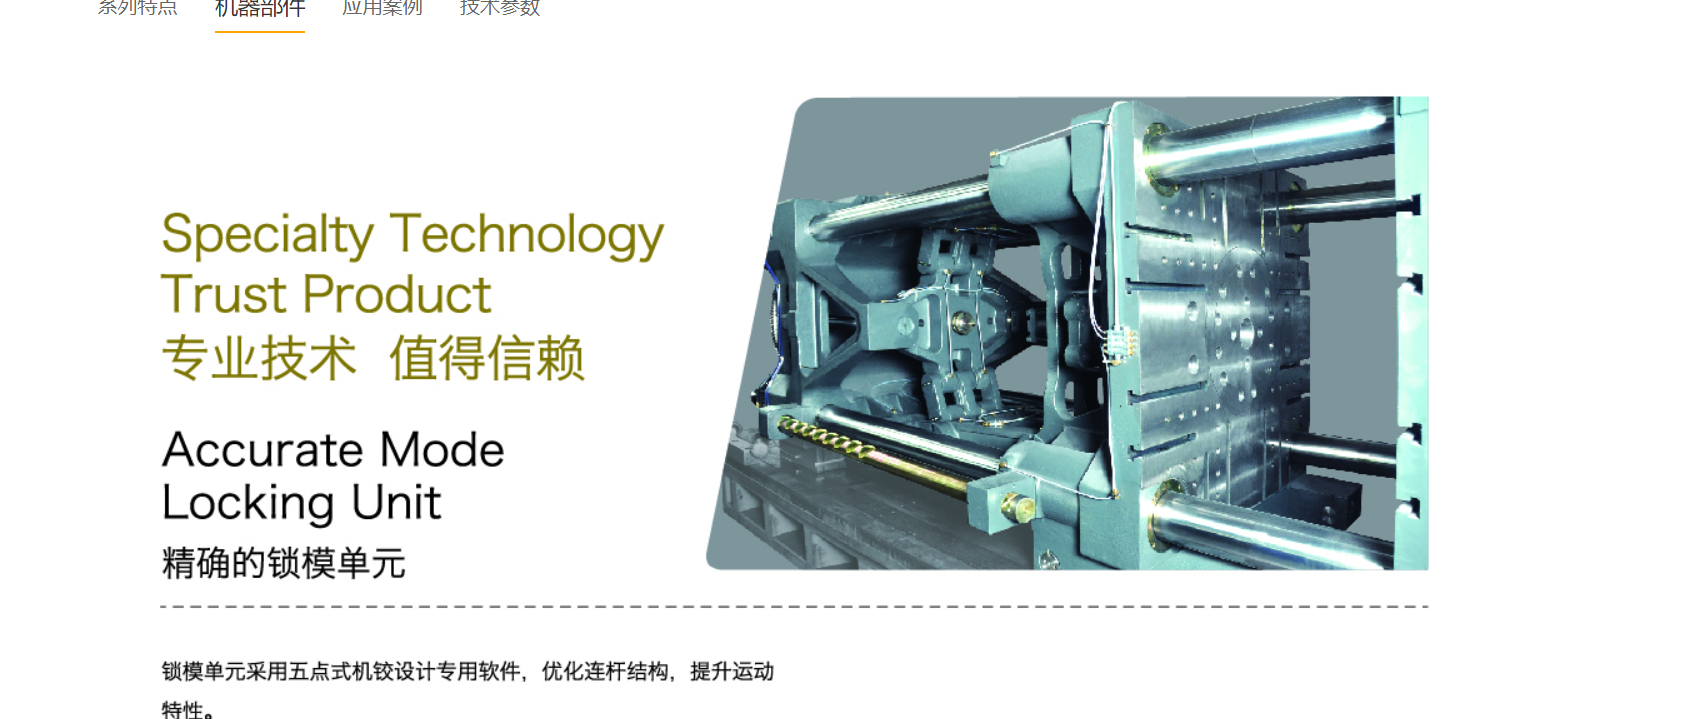 系列特点 机器部件 应用案例 技术参数
Specialty Technology
Trust Product
专业技术 值得信赖
Accurate Mode
Locking Unit
精确的锁模单元
锁模单元采用五点式机铰设计专用软件，优化连杆结构，提升运动
特性。